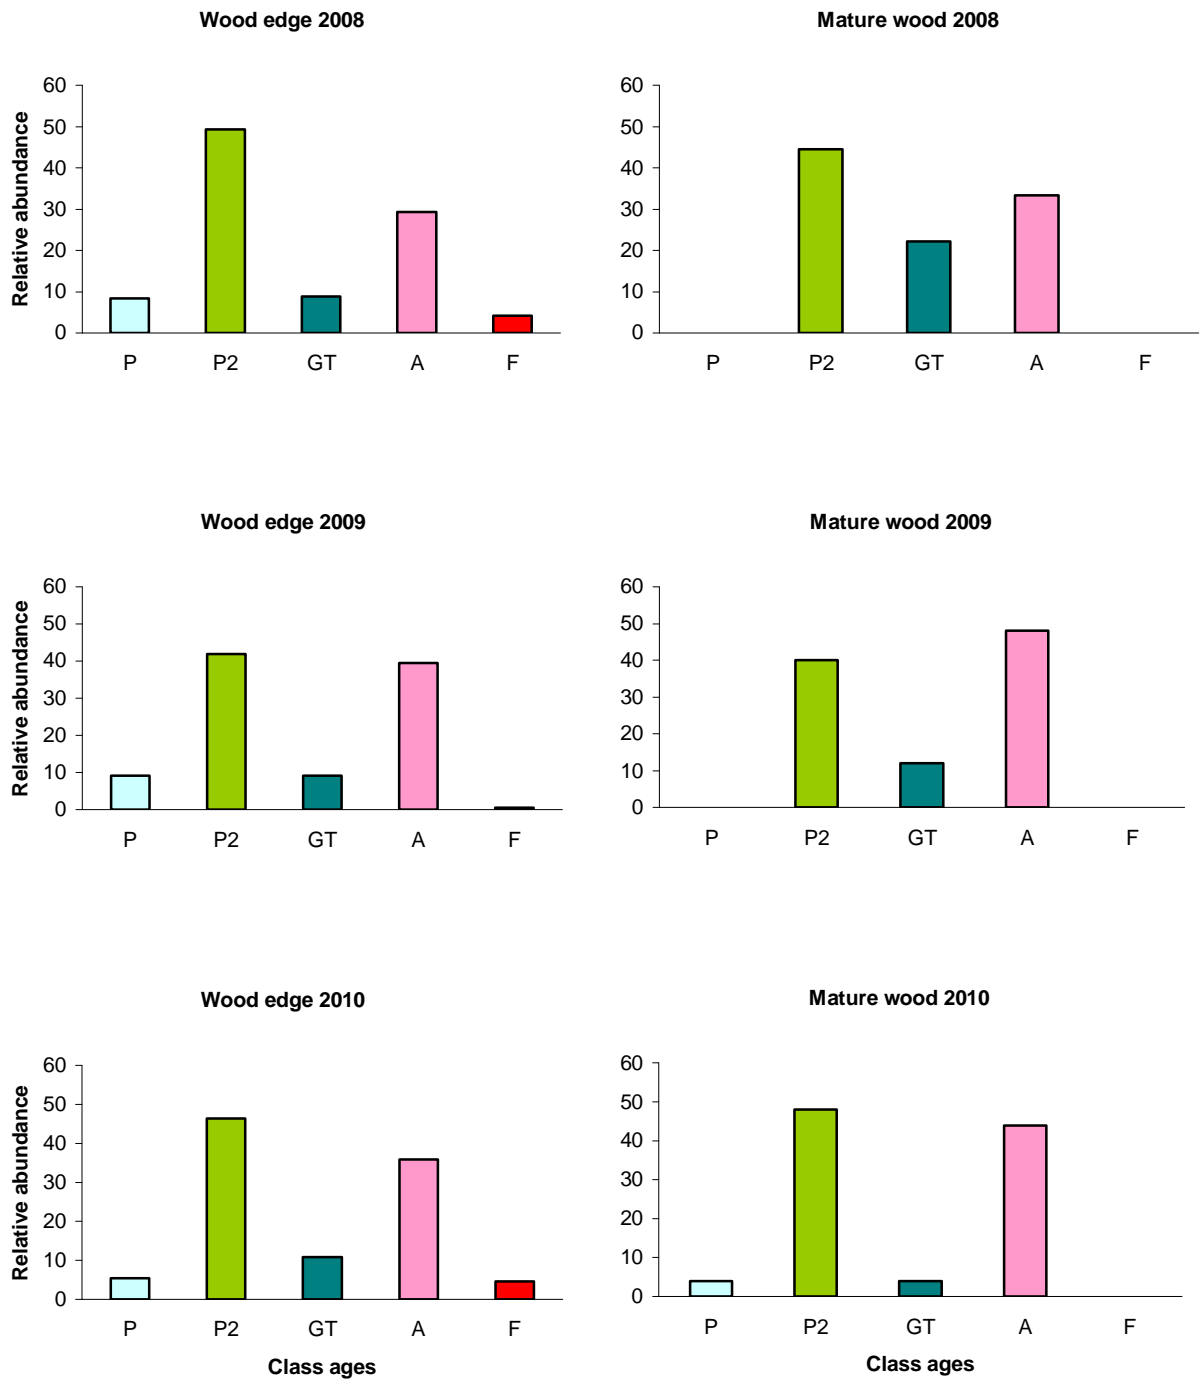 Wood edge 2008
Relative abundance
60
50
40
30
20
10
0
P P2 GT A F
Mature wood 2008
60
50
40
30
20
10
0
P P2 GT A F
Wood edge 2009
Relative abundance
60
50
40
30
20
10
0
P P2 GT A F
Mature wood 2009
60
50
40
30
20
10
0
P P2 GT A F
Wood edge 2010
Relative abundance
60
50
40
30
20
10
0
P P2 GT A F
Class ages
Mature wood 2010
60
50
40
30
20
10
0
P P2 GT A F
Class ages